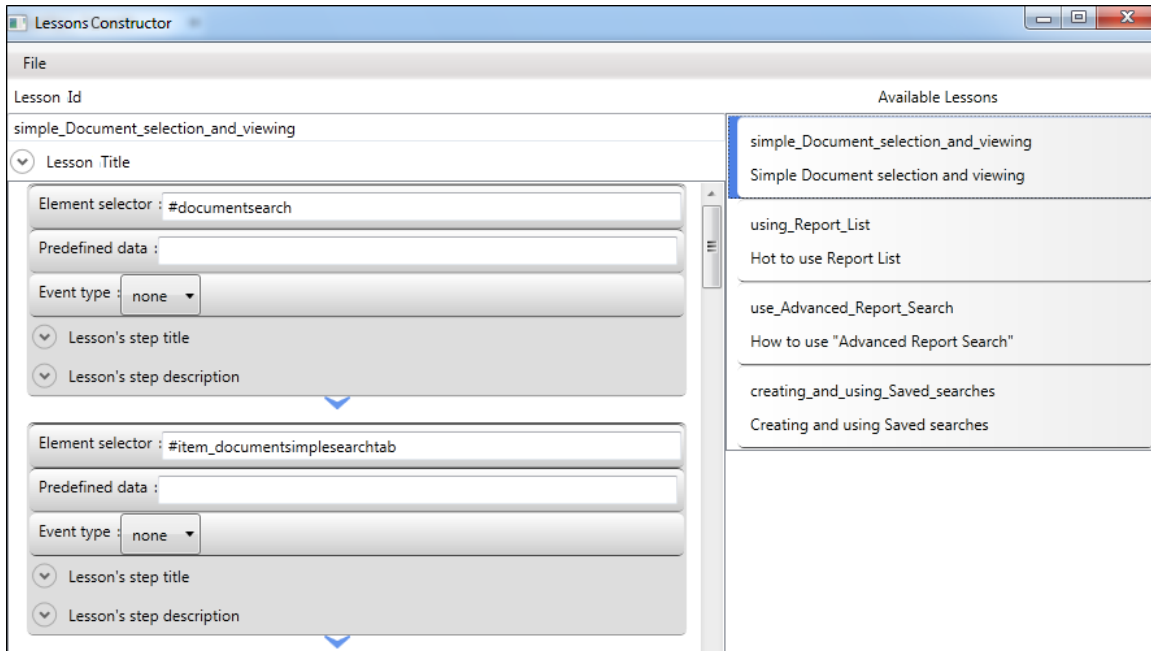 Lessons Constructor
File
Lesson Id
Available Lessons
simple_Document_selection_and_viewing
Lesson Title
Element selector : #documentsearch
Predefined data :
Event type : none
Lesson's step title
Lesson's step description
Element selector : #item_documentsimplesearchtab
Predefined data :
Event type : none
Lesson's step title
Lesson's step description
simple_Document_selection_and_viewing
Simple Document selection and viewing
using_Report_List
Hot to use Report List
use_Advanced_Report_Search
How to use "Advanced Report Search"
creating_and_using_Saved_searches
Creating and using Saved searches